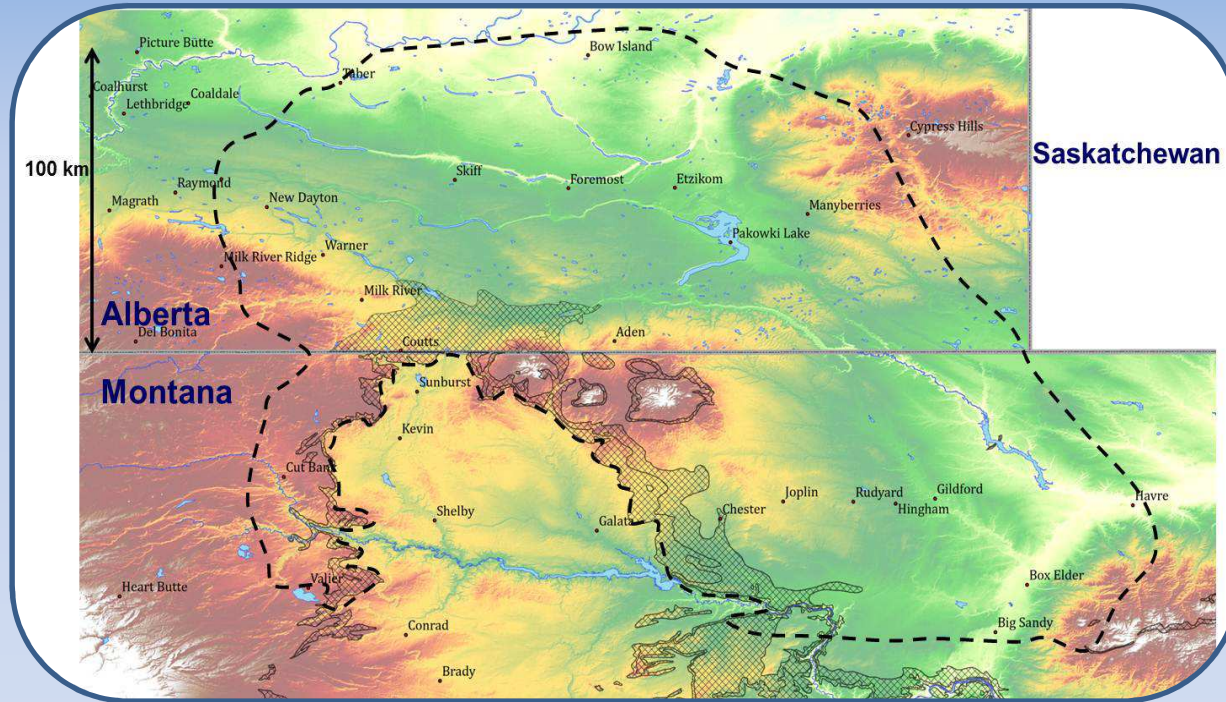 Picture Butte
Bow Island
Taber
Coalhurst
Coaldale
Lethbridge
Cypress Hills
Saskatchewan
100 km
Skiff
Foremost
Etzikom
Raymond
Magrath
New Dayton
Manyberries
Pakowki Lake
Warner
Milk River Ridge
Milk River
Alberta
Del Bonita
Aden
Coutts
Montana
Sunburst
Kevin
Cut Bank
Joplin
Rudyard
Gildford
Hingham
Havre
Shelby
Galata
Chester
Heart Butte
Valier
Box Elder
Big Sandy
Conrad
Brady